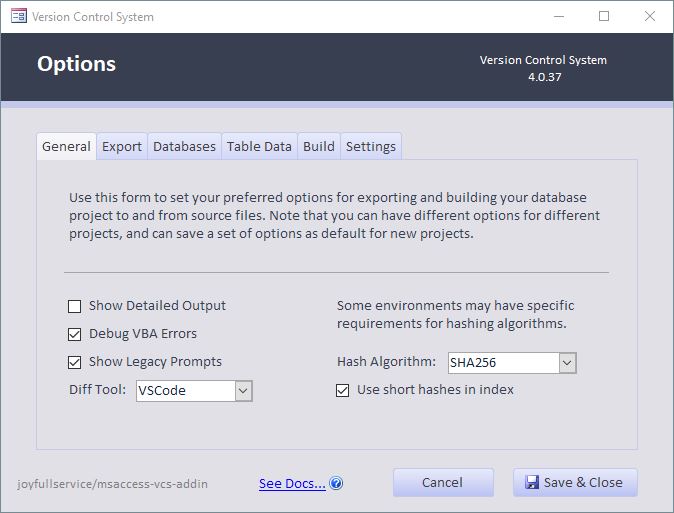 Version Control System
Options
Version Control System
4.0.37
General Export Databases Table Data Build Settings
Use this form to set your preferred options for exporting and building your database
project to and from source files. Note that you can have different options for different
projects, and can save a set of options as default for new projects.
Show Detailed Output
Debug VBA Errors
Show Legacy Prompts
Diff Tool: VSCode
Some environments may have specific
requirements for hashing algorithms.
Hash Algorithm: SHA256
Use short hashes in index
joyfullservice/msaccess-vcs-addin
See Docs... ?
Cancel
Save & Close